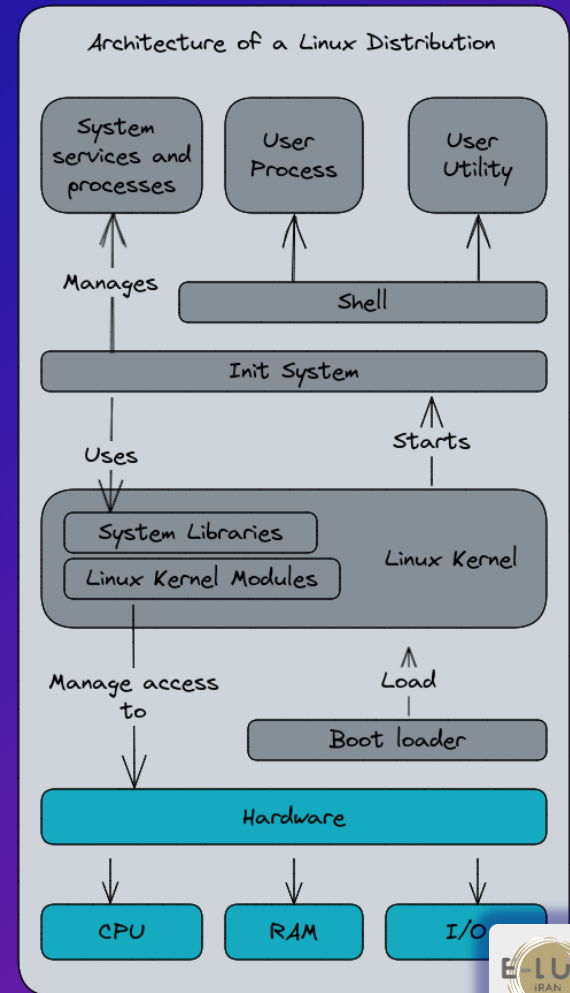 Architecture of a Linux Distribution
System
services and
processes
User
Process
User
Utility
Manages
Shell
Init System
Uses
Starts
System Libraries
Linux Kernel Modules
Linux Kernel
Manage access
to
Load
Boot loader
Hardware
CPU
RAM
I/O
iRAN